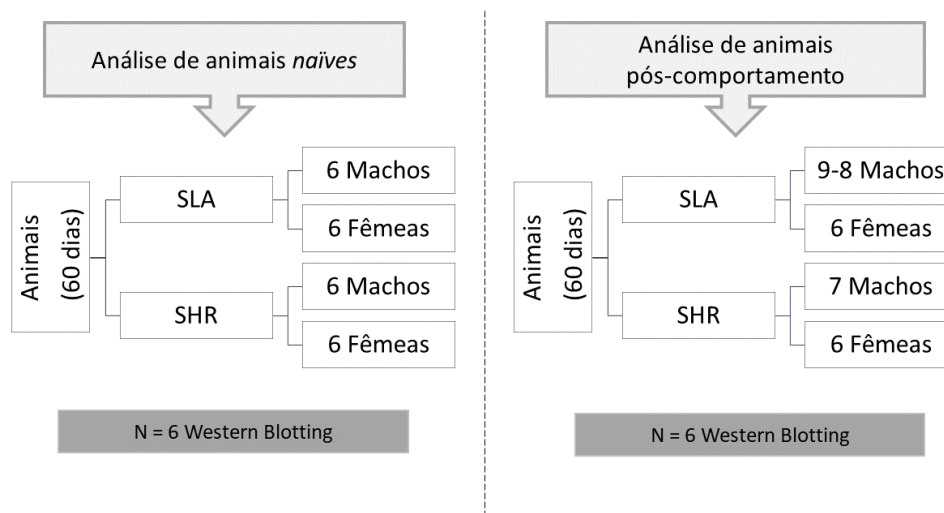 Análise de animais naïves
Animais
(60 dias)
SLA
6 Machos
6 Fêmeas
SHR
6 Machos
6 Fêmeas
N = 6 Western Blotting
Análise de animais
pós-comportamento
Animais
(60 dias)
SLA
9-8 Machos
6 Fêmeas
SHR
7 Machos
6 Fêmeas
N = 6 Western Blotting